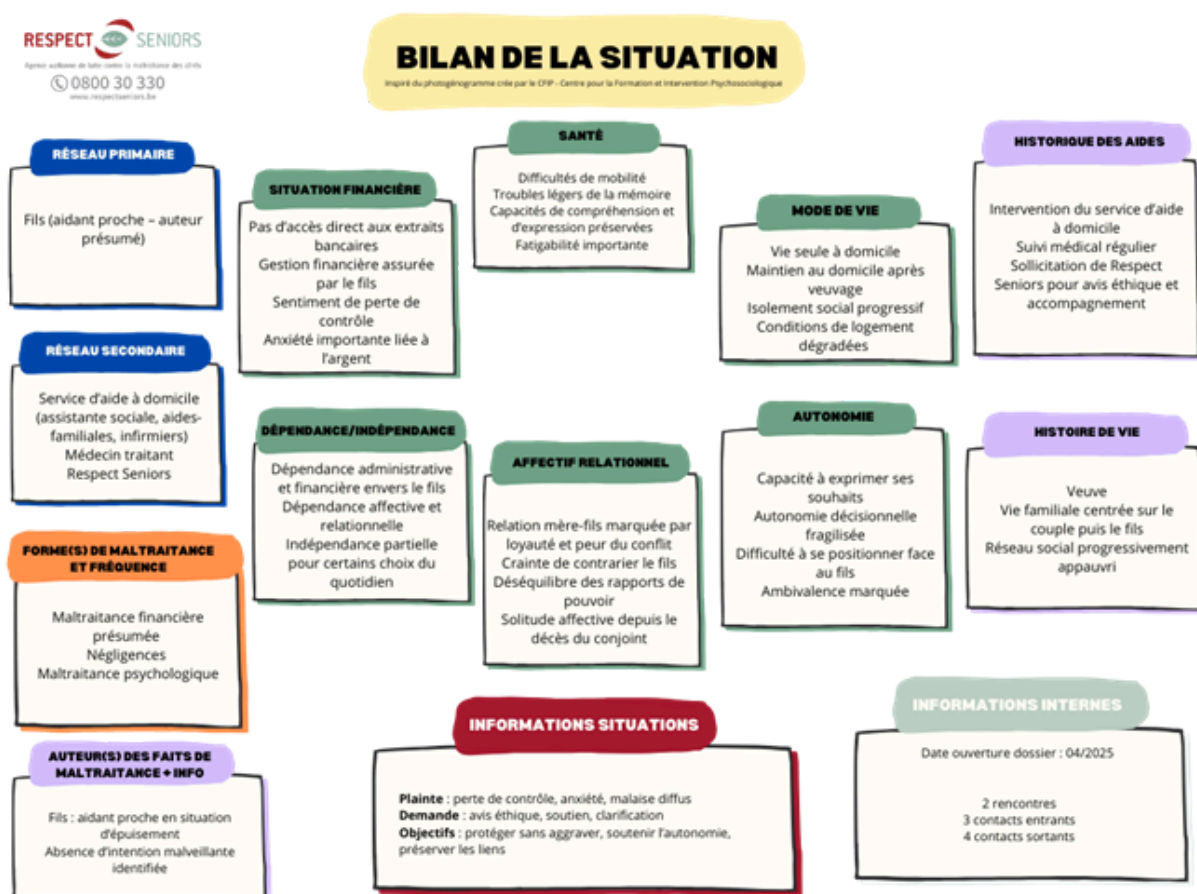 RESPECT SENIORS
Agence wallonne de lutte contre la maltraitance des aînés
0800 30 330
www.respectseniors.be
BILAN DE LA SITUATION
Inspiré du photogénogramme crée par le CFIP - Centre pour la Formation et Intervention Psychosociologique
RÉSEAU PRIMAIRE
Fils (aidant proche – auteur
présumé)
SITUATION FINANCIÈRE
Pas d’accès direct aux extraits
bancaires
Gestion financière assurée
par le fils
Sentiment de perte de
contrôle
Anxiété importante liée à
l’argent
SANTÉ
Difficultés de mobilité
Troubles légers de la mémoire
Capacités de compréhension et
d’expression préservées
Fatigabilité importante
MODE DE VIE
Vie seule à domicile
Maintien au domicile après
veuvage
Isolement social progressif
Conditions de logement
dégradées
HISTORIQUE DES AIDES
Intervention du service d’aide
à domicile
Suivi médical régulier
Sollicitation de Respect
Seniors pour avis éthique et
accompagnement
RÉSEAU SECONDAIRE
Service d’aide à domicile
(assistante sociale, aides-
familiales, infirmiers)
Médecin traitant
Respect Seniors
DÉPENDANCE/INDÉPENDANCE
Dépendance administrative
et financière envers le fils
Dépendance affective et
relationnelle
Indépendance partielle
pour certains choix du
quotidien
AFFECTIF RELATIONNEL
Relation mère-fils marquée par
loyauté et peur du conflit
Crainte de contrarier le fils
Déséquilibre des rapports de
pouvoir
Solitude affective depuis le
décès du conjoint
AUTONOMIE
Capacité à exprimer ses
souhaits
Autonomie décisionnelle
fragilisée
Difficulté à se positionner face
au fils
Ambivalence marquée
HISTOIRE DE VIE
Veuve
Vie familiale centrée sur le
couple puis le fils
Réseau social progressivement
appauvri
FORME(S) DE MALTRAITANCE
ET FRÉQUENCE
Maltraitance financière
présumée
Négligences
Maltraitance psychologique
AUTEUR(S) DES FAITS DE
MALTRAITANCE + INFO
Fils : aidant proche en situation
d’épuisement
Absence d’intention malveillante
identifiée
INFORMATIONS SITUATIONS
Plainte : perte de contrôle, anxiété, malaise diffus
Demande : avis éthique, soutien, clarification
Objectifs : protéger sans aggraver, soutenir l’autonomie,
préserver les liens
INFORMATIONS INTERNES
Date ouverture dossier : 04/2025
2 rencontres
3 contacts entrants
4 contacts sortants